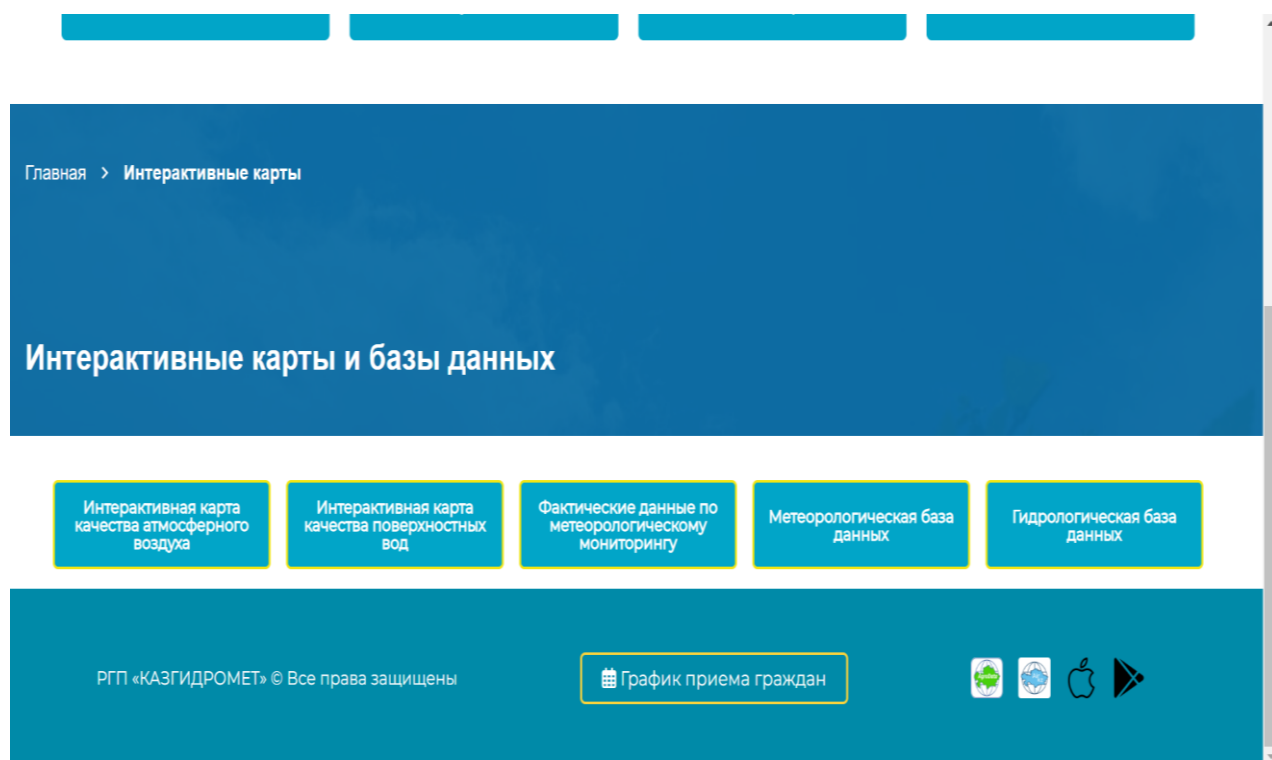 Главная > Интерактивные карты
Интерактивные карты и базы данных
Интерактивная карта
качества атмосферного
воздуха
Интерактивная карта
качества поверхностных
вод
Фактические данные по
метеорологическому
мониторингу
Метеорологическая база
данных
Гидрологическая база
данных
РГП «КАЗГИДРОМЕТ» © Все права защищены
График приема граждан